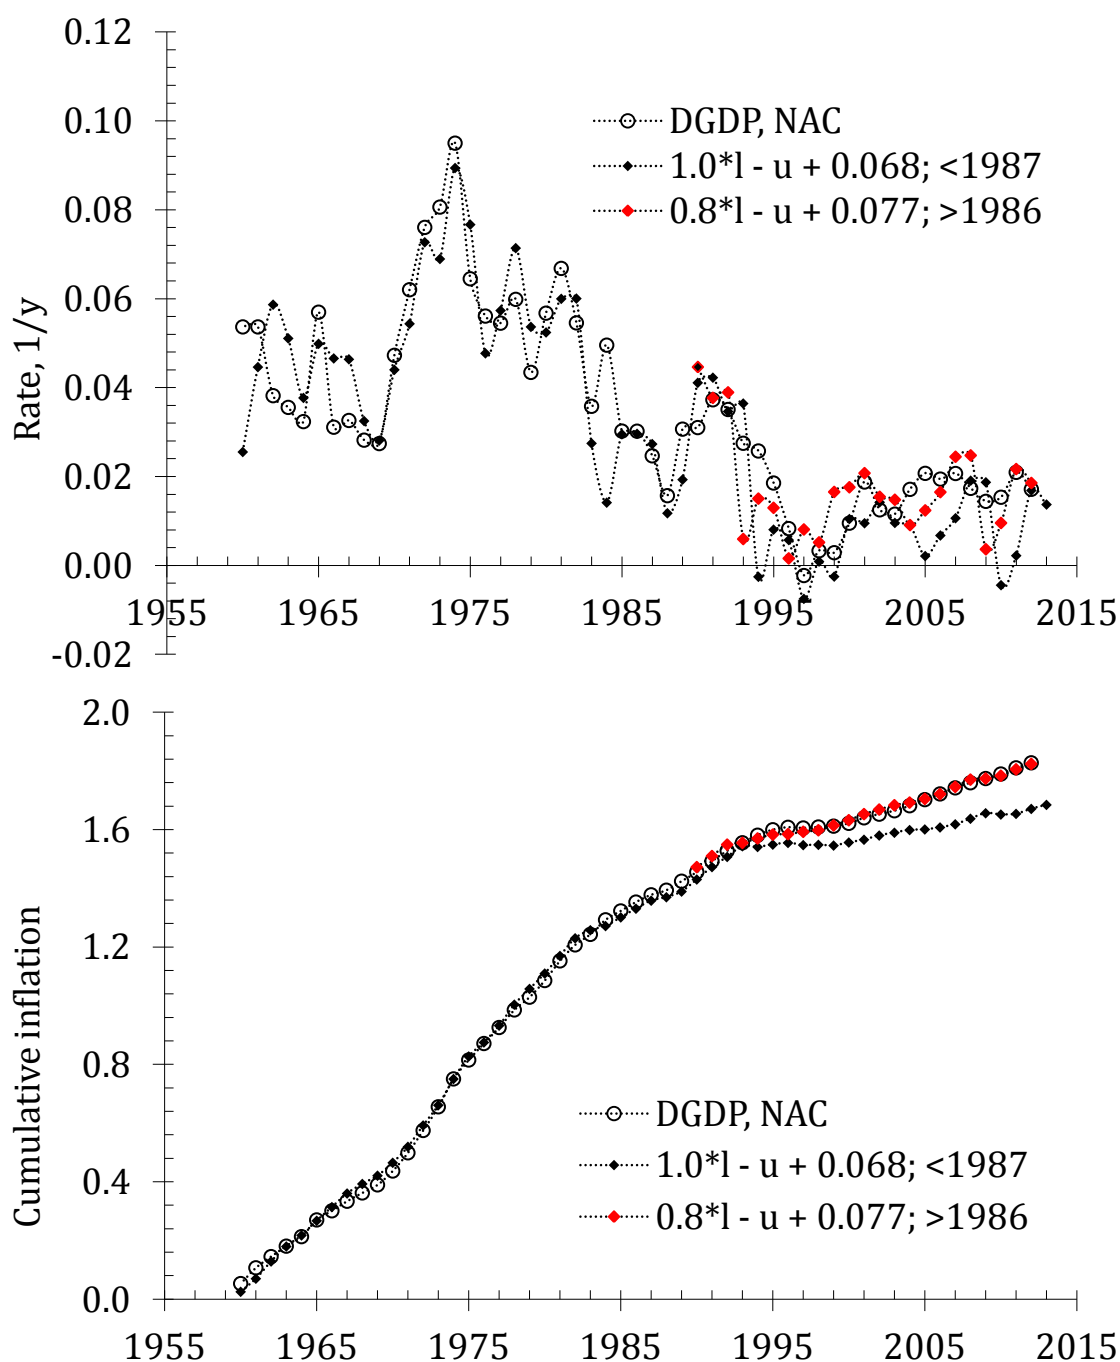 0.12
0.10
0.08
0.06
0.04
0.02
0.00
-0.02
Rate, 1/y
DGDP, NAC
1.0*l - u + 0.068; <1987
0.8*l - u + 0.077; >1986
1955 1965 1975 1985 1995 2005 2015
2.0
1.6
1.2
0.8
0.4
0.0
Cumulative inflation
DGDP, NAC
1.0*l - u + 0.068; <1987
0.8*l - u + 0.077; >1986
1955 1965 1975 1985 1995 2005 2015